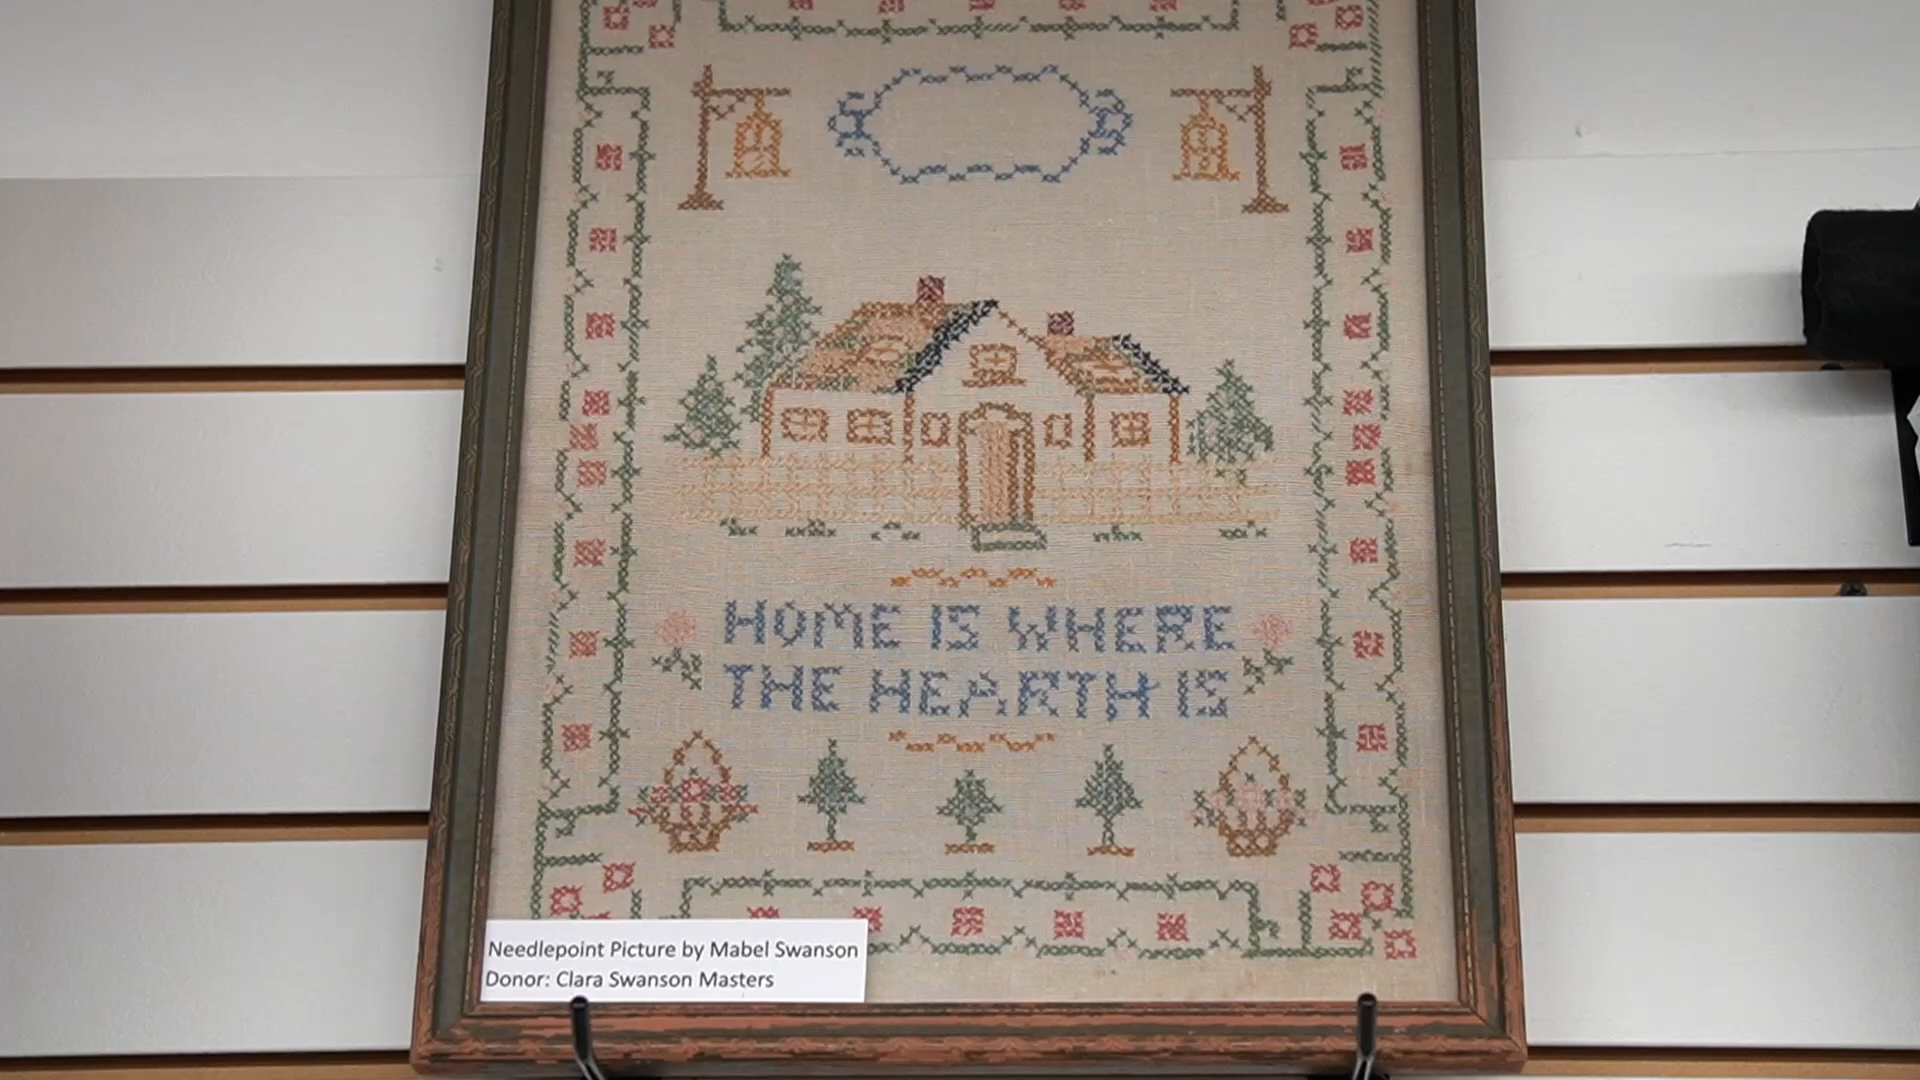 HOME IS WHERE
THE HEARTH IS
Needlepoint Picture by Mabel Swanson
Donor: Clara Swanson Masters